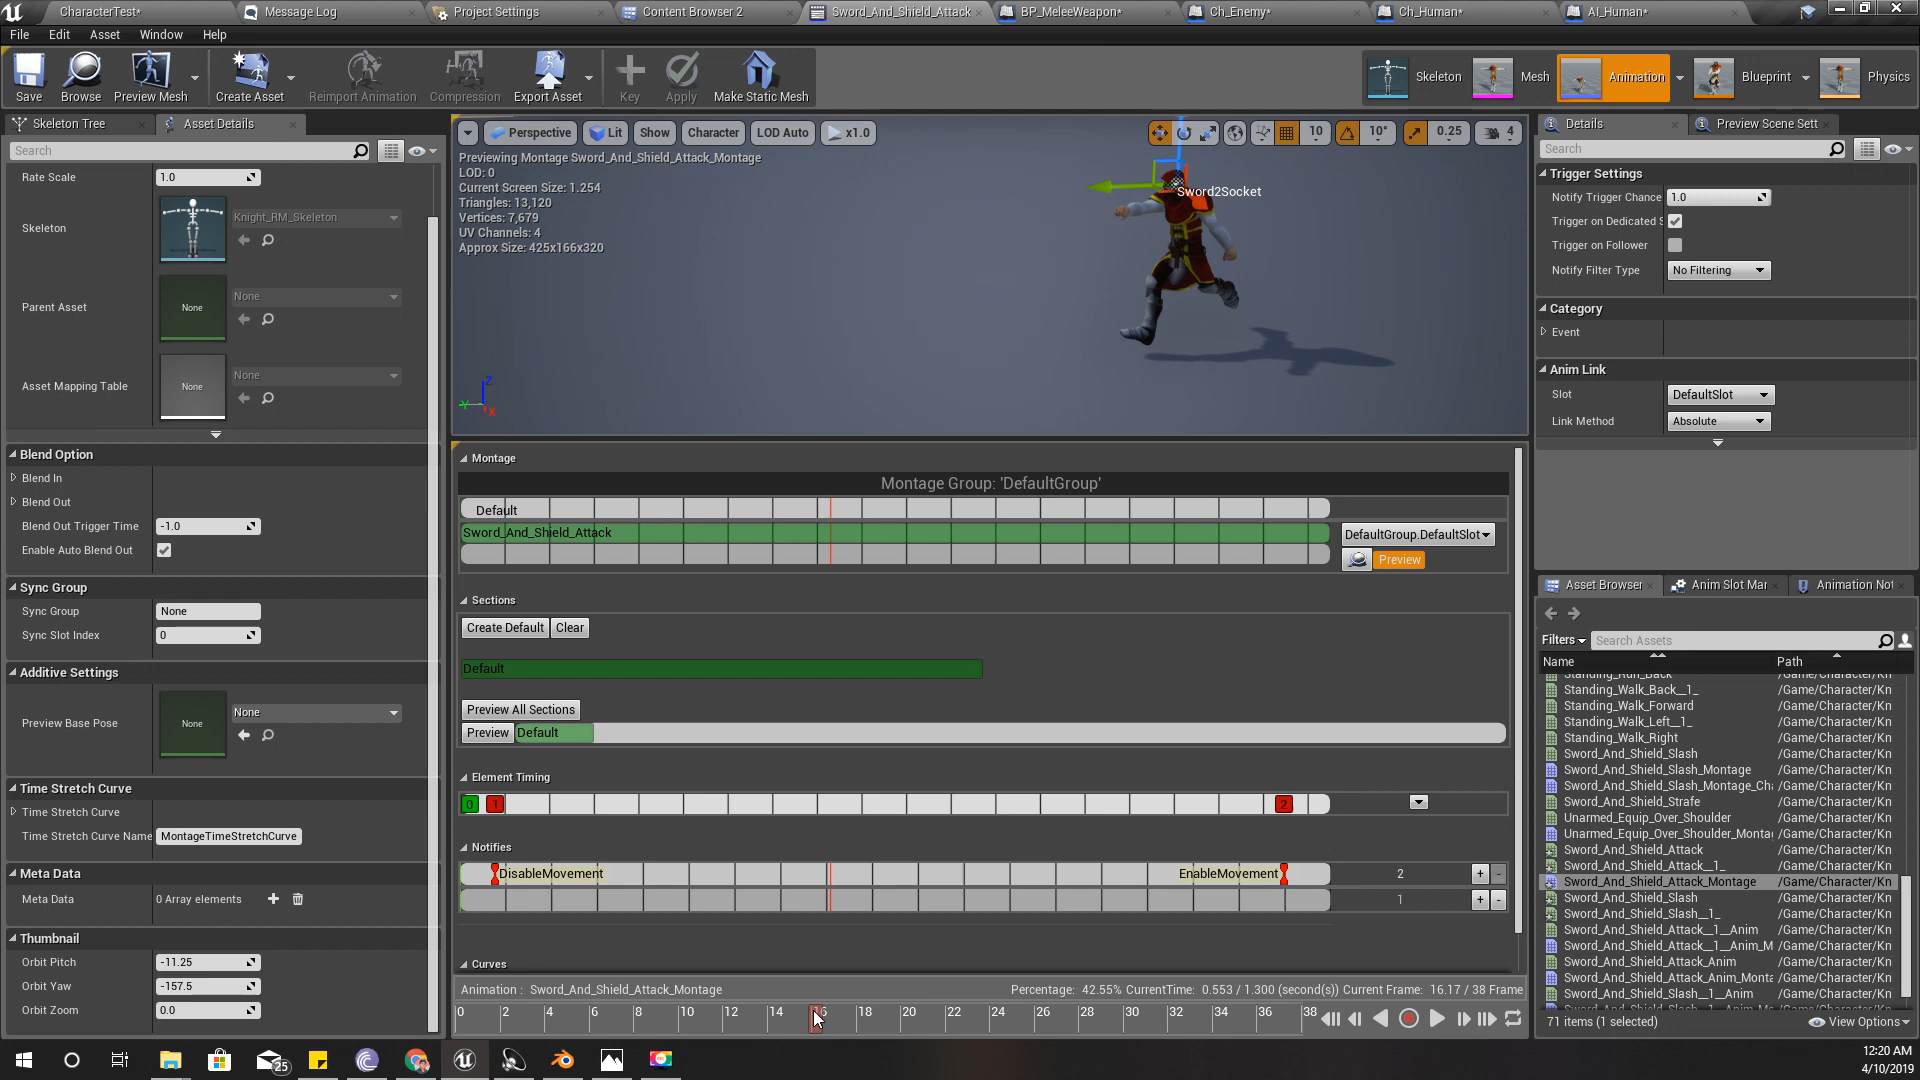 CharacterTest*
Message Log
Project Settings
Content Browser 2
Sword_And_Shield_Attack
BP_MeleeWeapon*
Ch_Enemy*
Ch_Human*
AI_Human*
File
Edit
Asset
Window
Help
Save
Browse
Preview Mesh
Create Asset
Reimport Animation
Compression
Export Asset
Key
Apply
Make Static Mesh
Skeleton
Mesh
Animation
Blueprint
Physics
Skeleton Tree
Asset Details
Search
Rate Scale
1.0
Skeleton
Knight_RM_Skeleton
Parent Asset
None
None
Asset Mapping Table
None
None
Blend Option
Blend In
Blend Out
Blend Out Trigger Time
-1.0
Enable Auto Blend Out
Sync Group
Sync Group
None
Sync Slot Index
0
Additive Settings
Preview Base Pose
None
None
Time Stretch Curve
Time Stretch Curve
Time Stretch Curve Name
MontageTimeStretchCurve
Meta Data
Meta Data
0 Array elements
Thumbnail
Orbit Pitch
-11.25
Orbit Yaw
-157.5
Orbit Zoom
0.0
Perspective
Lit
Show
Character
LOD Auto
x1.0
10
10°
0.25
4
Previewing Montage Sword_And_Shield_Attack_Montage
LOD: 0
Current Screen Size: 1.254
Triangles: 13,120
Vertices: 7,679
UV Channels: 4
Approx Size: 425x166x320
Sword2Socket
Z
Y
X
Montage
Montage Group: 'DefaultGroup'
Default
Sword_And_Shield_Attack
DefaultGroup.DefaultSlot
Preview
Sections
Create Default
Clear
Default
Preview All Sections
Preview
Default
Element Timing
0
1
2
Notifies
DisableMovement
EnableMovement
2
+
-
1
+
-
Curves
Animation : Sword_And_Shield_Attack_Montage
Percentage: 42.55% CurrentTime: 0.553 / 1.300 (second(s)) Current Frame: 16.17 / 38 Frame
0 2 4 6 8 10 12 14 16 18 20 22 24 26 28 30 32 34 36 38
Details
Preview Scene Sett
Search
Trigger Settings
Notify Trigger Chance
1.0
Trigger on Dedicated S
Trigger on Follower
Notify Filter Type
No Filtering
Category
Event
Anim Link
Slot
DefaultSlot
Link Method
Absolute
Asset Browser
Anim Slot Mar
Animation Not
Filters
Search Assets
Name
Path
Standing_Run_Back /Game/Character/Kn
Standing_Walk_Back__1_ /Game/Character/Kn
Standing_Walk_Forward /Game/Character/Kn
Standing_Walk_Left__1_ /Game/Character/Kn
Standing_Walk_Right /Game/Character/Kn
Sword_And_Shield_Slash /Game/Character/Kn
Sword_And_Shield_Slash_Montage /Game/Character/Kn
Sword_And_Shield_Slash_Montage_Cha /Game/Character/Kn
Sword_And_Shield_Strafe /Game/Character/Kn
Unarmed_Equip_Over_Shoulder /Game/Character/Kn
Unarmed_Equip_Over_Shoulder_Montag /Game/Character/Kn
Sword_And_Shield_Attack /Game/Character/Kn
Sword_And_Shield_Attack__1_ /Game/Character/Kn
Sword_And_Shield_Attack_Montage /Game/Character/Kn
Sword_And_Shield_Slash /Game/Character/Kn
Sword_And_Shield_Slash__1_ /Game/Character/Kn
Sword_And_Shield_Attack__1__Anim /Game/Character/Kn
Sword_And_Shield_Attack__1__Anim_M /Game/Character/Kn
Sword_And_Shield_Attack_Anim /Game/Character/Kn
Sword_And_Shield_Attack_Anim_Monta /Game/Character/Kn
Sword_And_Shield_Slash__1__Anim /Game/Character/Kn
71 items (1 selected)
View Options
25
12:20 AM
4/10/2019